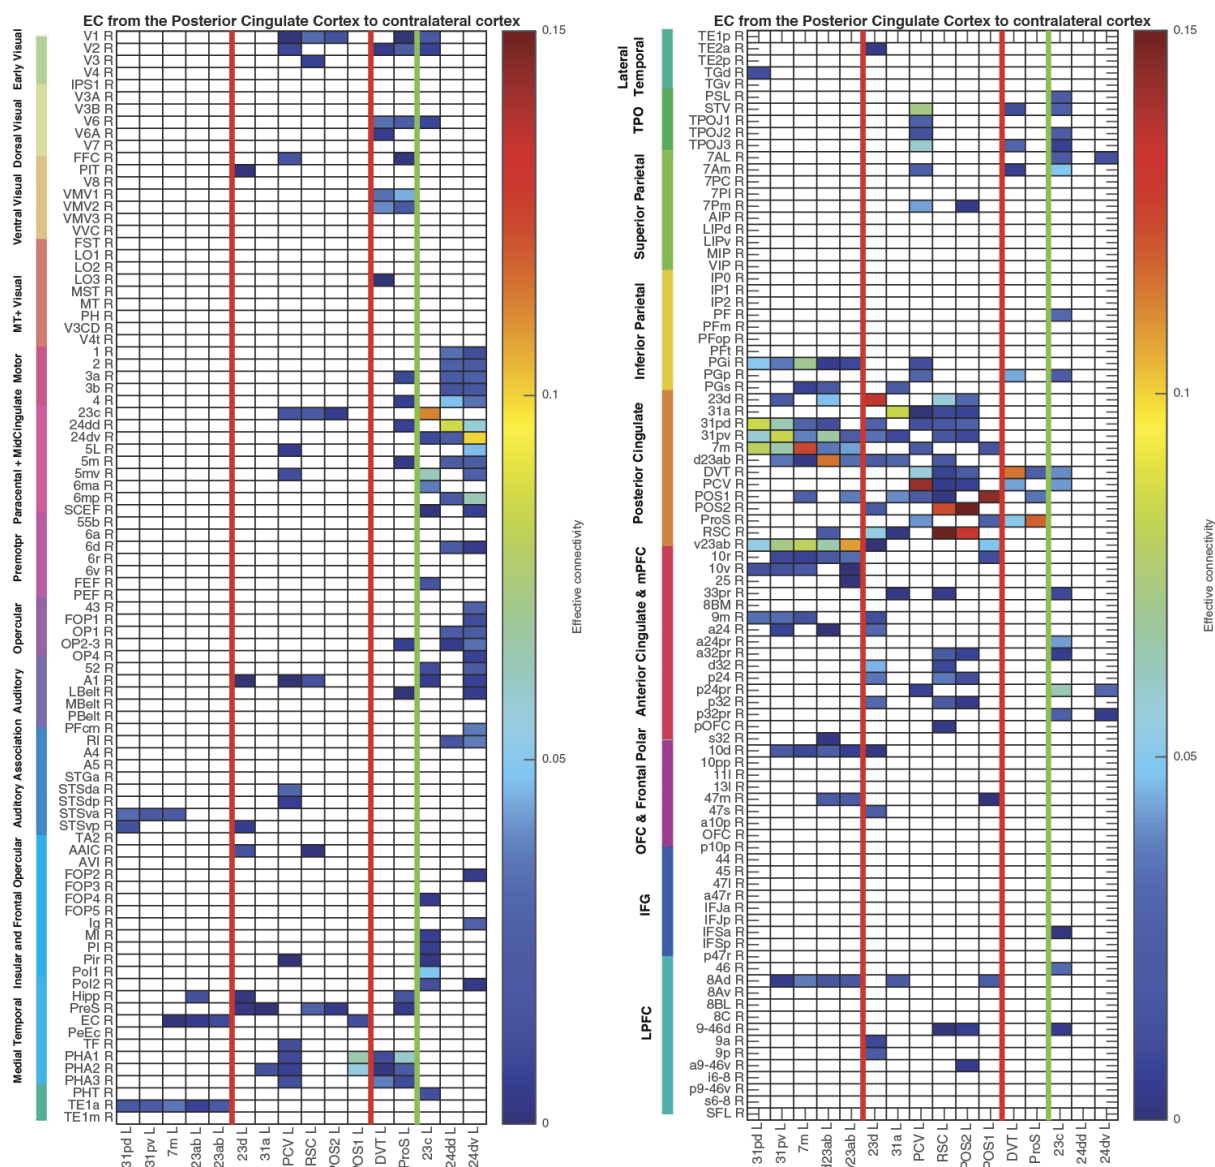 EC from the Posterior Cingulate Cortex to contralateral cortex
Early Visual
Dorsal Visual
Ventral Visual
MT+ Visual
Paracental + MidCingulate Motor
Premotpr
Opercular
Auditory
Auditory Association
Insular and Frontal Opercular
Medial Temporal
V1 R
V2 R
V3 R
V4 R
IPS1 R
V3A R
V3B R
V6 R
V6A R
V7 R
FFC R
PIT R
V8 R
VMV1 R
VMV2 R
VMV3 R
VVC R
FST R
LO1 R
LO2 R
LO3 R
MST R
MT R
PH R
V3CD R
V4t R
1 R
2 R
3a R
3b R
4 R
23c R
24dd R
24dv R
5L R
5m R
5mv R
6ma R
6mp R
SCEF R
55b R
6a R
6d R
6r R
6v R
FEF R
PEF R
43 R
FOP1 R
OP1 R
OP2-3 R
OP4 R
52 R
A1 R
LBelt R
MBelt R
PBelt R
PFcm R
RI R
A4 R
A5 R
STGa R
STSda R
STSdp R
STSva R
STSvp R
TA2 R
AAIC R
AVI R
FOP2 R
FOP3 R
FOP4 R
FOP5 R
Ig R
MI R
PI R
Pir R
PoI1 R
PoI2 R
Hipp R
PreS R
EC R
PeEc R
TF R
PHA1 R
PHA2 R
PHA3 R
PHT R
TE1a R
TE1m R
31pd L
31pv L
7m L
23ab L
23ab L
23d L
31a L
PCV L
RSC L
POS2 L
POS1 L
DVT L
ProS L
23c L
24dd L
24dv L
0.15
0.1
0.05
0
Effective connectivity
EC from the Posterior Cingulate Cortex to contralateral cortex
Lateral Temporal
TPO
Superior Parietal
Inferior Parietal
Posterior Cingulate
Anterior Cingulate & mPFC
OFC & Frontal Polar
IFG
LPFC
TE1p R
TE2a R
TE2p R
TGd R
TGv R
PSL R
STV R
TPOJ1 R
TPOJ2 R
TPOJ3 R
7AL R
7Am R
7PC R
7Pl R
7Pm R
AIP R
LIPd R
LIPv R
MIP R
VIP R
IP0 R
IP1 R
IP2 R
PF R
PFm R
PFop R
PFt R
PGi R
PGp R
PGs R
23d R
31a R
31pd R
31pv R
7m R
d23ab R
DVT R
PCV R
POS1 R
POS2 R
ProS R
RSC R
v23ab R
10r R
10v R
25 R
33pr R
8BM R
9m R
a24 R
a24pr R
a32pr R
d32 R
p24 R
p24pr R
p32 R
p32pr R
pOFC R
s32 R
10d R
10pp R
11l R
13l R
47m R
47s R
a10p R
OFC R
p10p R
44 R
45 R
47l R
a47r R
IFJa R
IFJp R
IFSa R
IFSp R
p47r R
46 R
8Ad R
8Av R
8BL R
8C R
9-46d R
9a R
9p R
a9-46v R
i6-8 R
p9-46v R
s6-8 R
SFL R
31pd L
31pv L
7m L
d23ab L
v23ab L
23d L
31a L
PCV L
RSC L
POS2 L
POS1 L
DVT L
ProS L
23c L
24dd L
24dv L
0.15
0.1
0.05
0
Effective connectivity